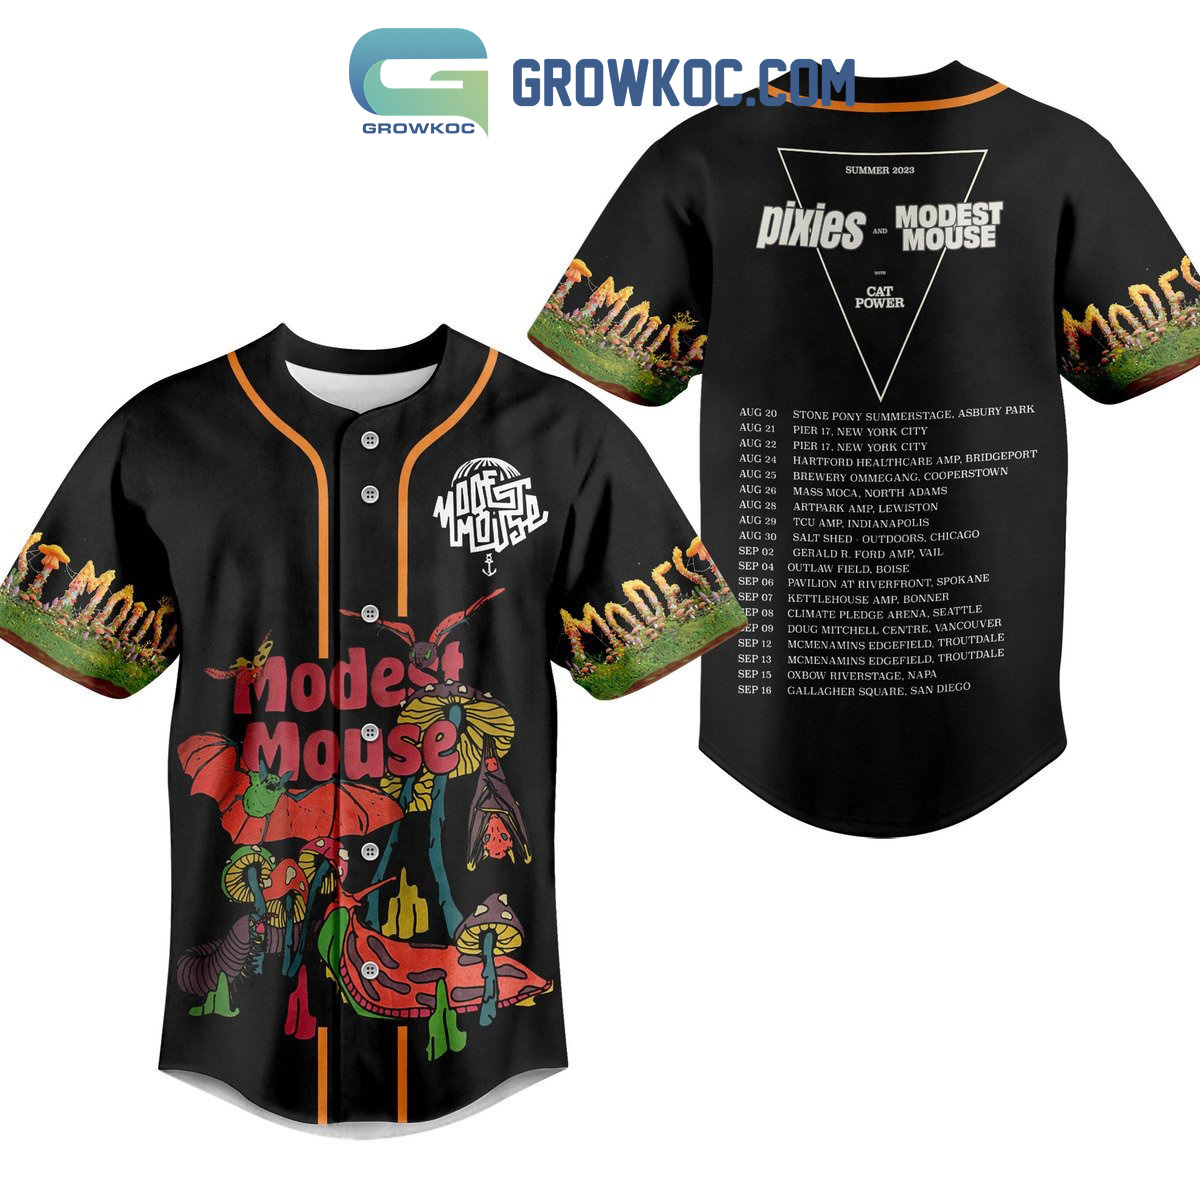 GROWKOC
GROWKOC.COM
SUMMER 2023
pixies AND MODEST MOUSE
WITH
CAT
POWER
T MOUSE
MODES
AUG 20 STONE PONY SUMMERSTAGE, ASBURY PARK
AUG 21 PIER 17, NEW YORK CITY
AUG 22 PIER 17, NEW YORK CITY
AUG 24 HARTFORD HEALTHCARE AMP, BRIDGEPORT
AUG 25 BREWERY OMMEGANG, COOPERSTOWN
AUG 26 MASS MOCA, NORTH ADAMS
AUG 28 ARTPARK AMP, LEWISTON
AUG 29 TCU AMP, INDIANAPOLIS
AUG 30 SALT SHED - OUTDOORS, CHICAGO
SEP 02 GERALD R. FORD AMP, VAIL
SEP 04 OUTLAW FIELD, BOISE
SEP 06 PAVILION AT RIVERFRONT, SPOKANE
SEP 07 KETTLEHOUSE AMP, BONNER
SEP 08 CLIMATE PLEDGE ARENA, SEATTLE
SEP 09 DOUG MITCHELL CENTRE, VANCOUVER
SEP 12 MCMENAMINS EDGEFIELD, TROUTDALE
SEP 13 MCMENAMINS EDGEFIELD, TROUTDALE
SEP 15 OXBOW RIVERSTAGE, NAPA
SEP 16 GALLAGHER SQUARE, SAN DIEGO
MODEST
MOUSE
T MOUS
MODEST
Modest
Mouse